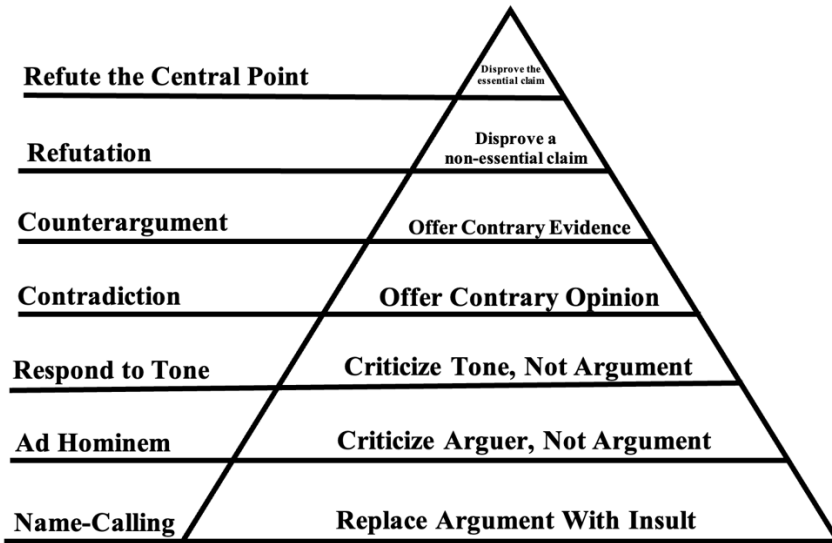 Refute the Central Point
Disprove the
essential claim
Refutation
Disprove a
non-essential claim
Counterargument
Offer Contrary Evidence
Contradiction
Offer Contrary Opinion
Respond to Tone
Criticize Tone, Not Argument
Ad Hominem
Criticize Arguer, Not Argument
Name-Calling
Replace Argument With Insult